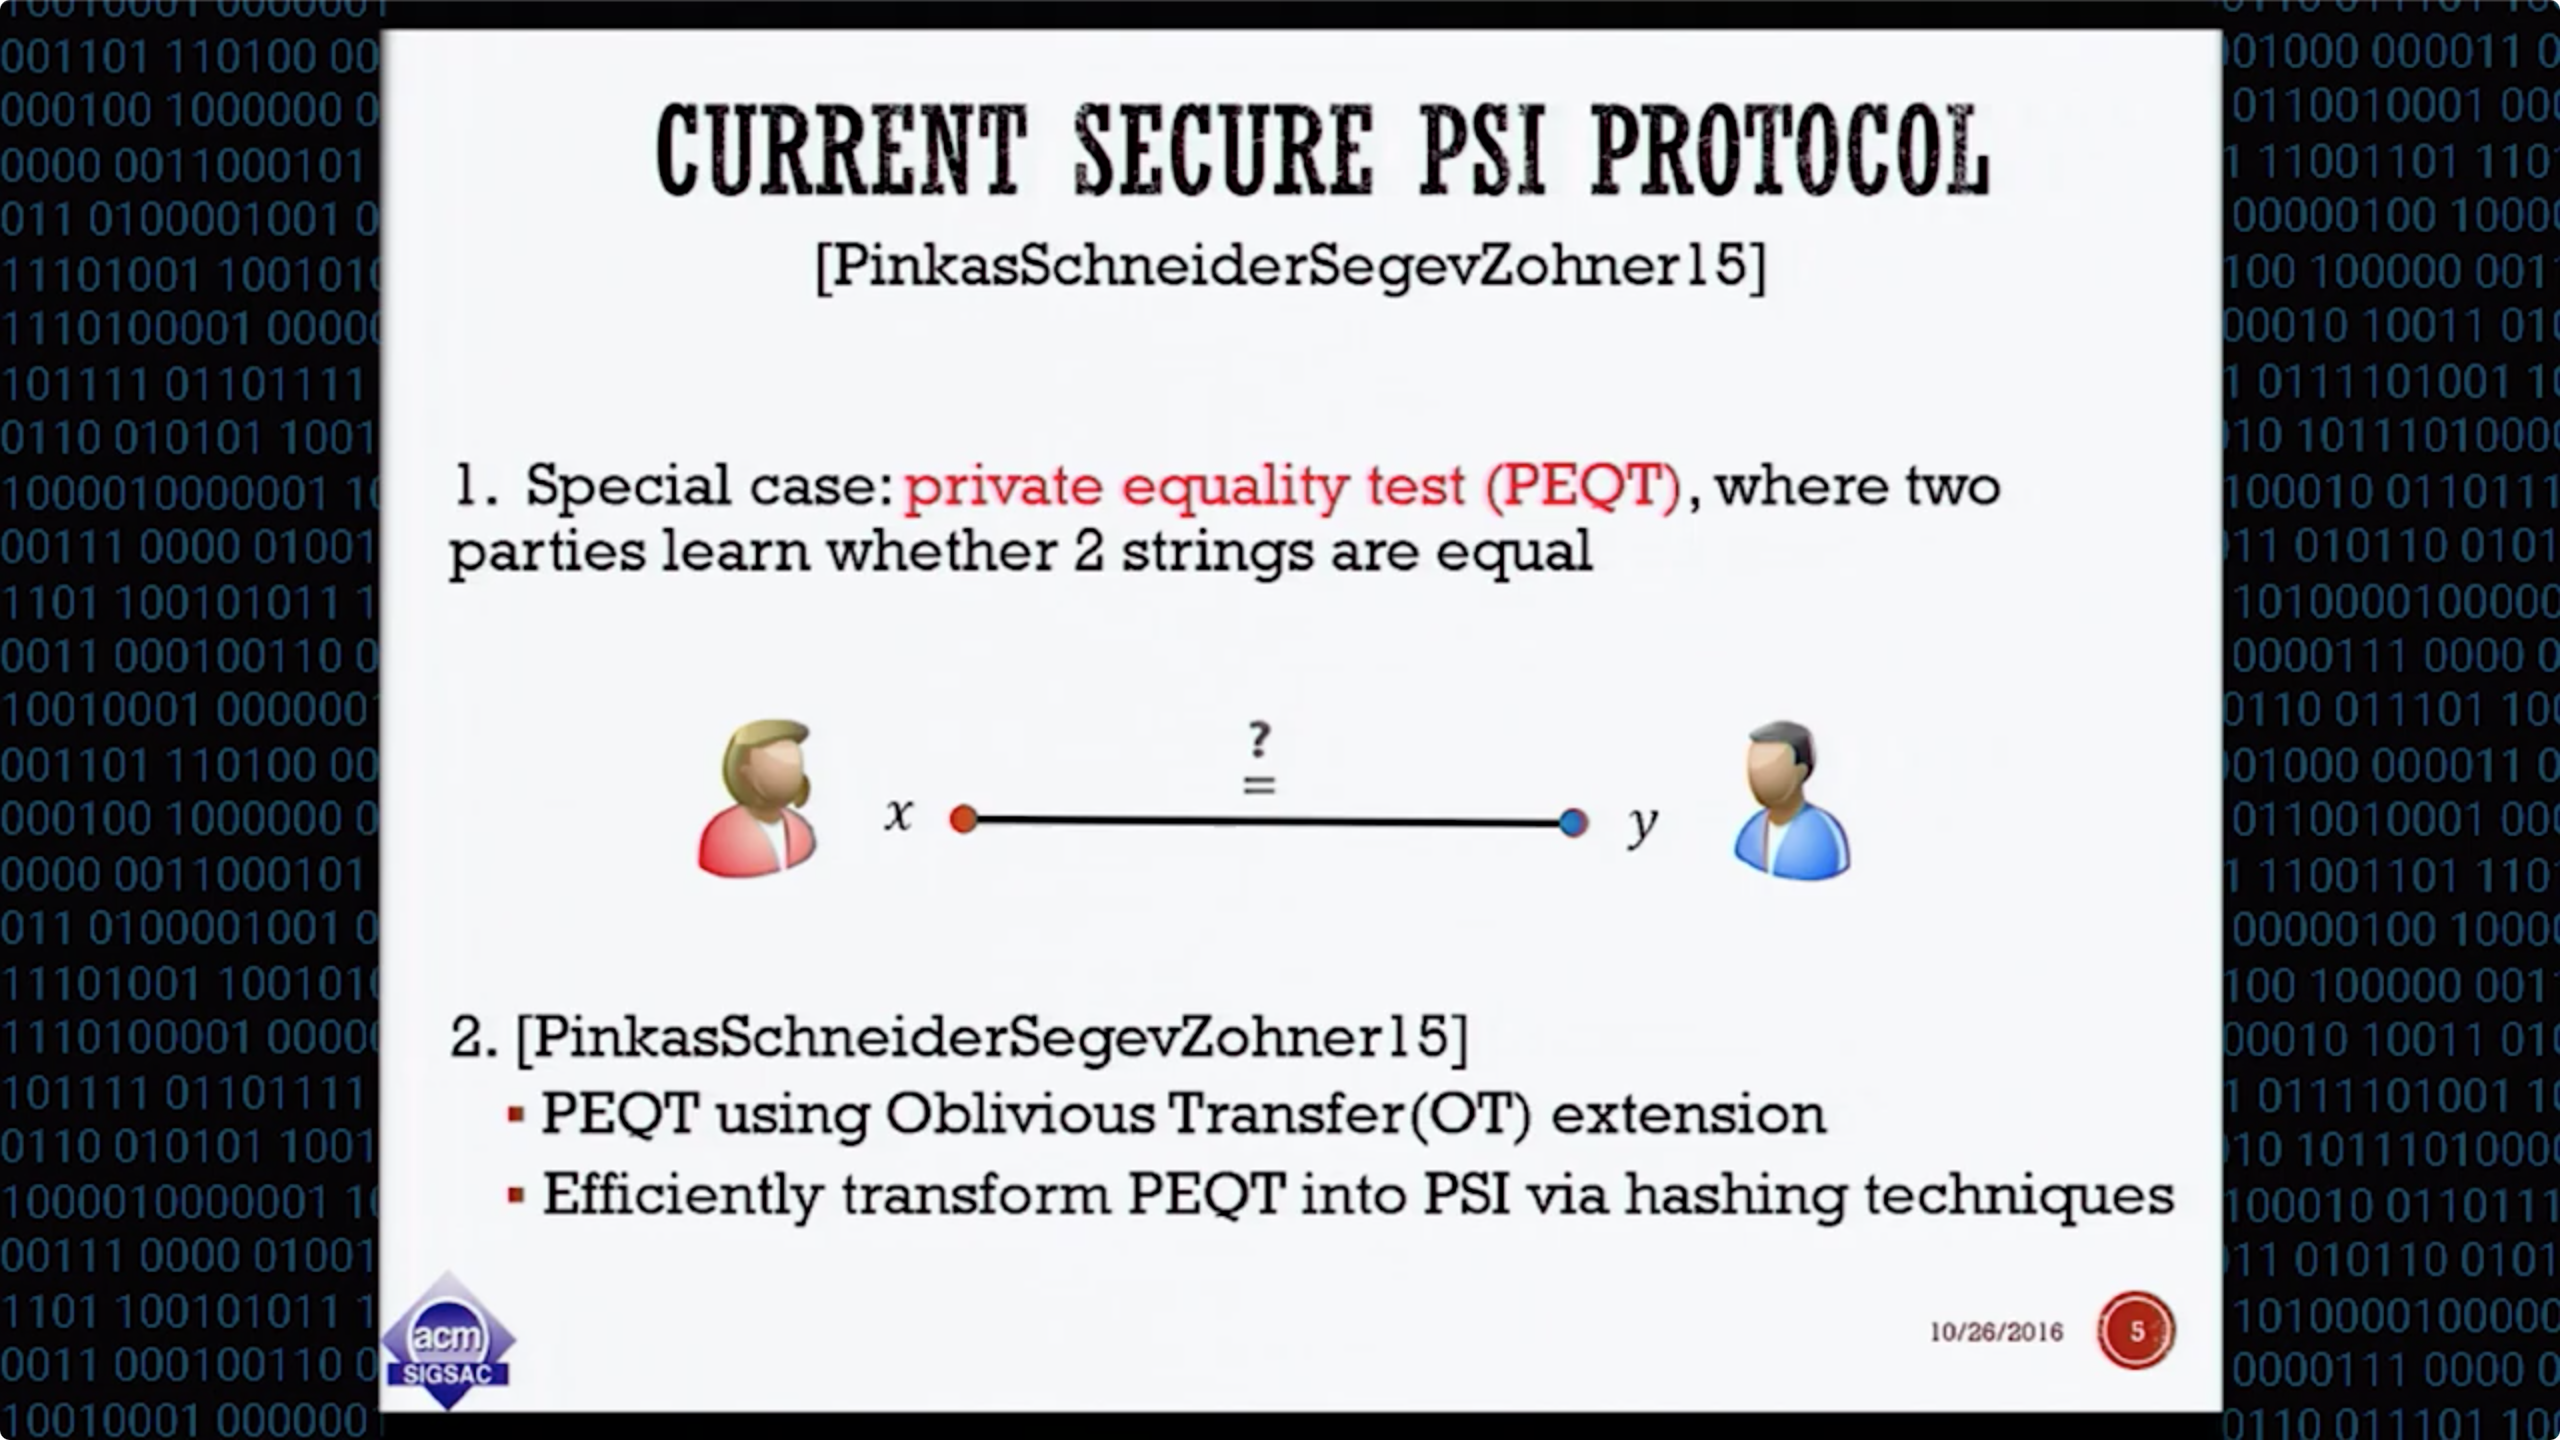 CURRENT SECURE PSI PROTOCOL
[PinkasSchneiderSegevZohner15]
1. Special case: private equality test (PEQT), where two
parties learn whether 2 strings are equal
?
=
x
y
2. [PinkasSchneiderSegevZohner15]
▪ PEQT using Oblivious Transfer(OT) extension
▪ Efficiently transform PEQT into PSI via hashing techniques
acm
SIGSAC
10/26/2016
5